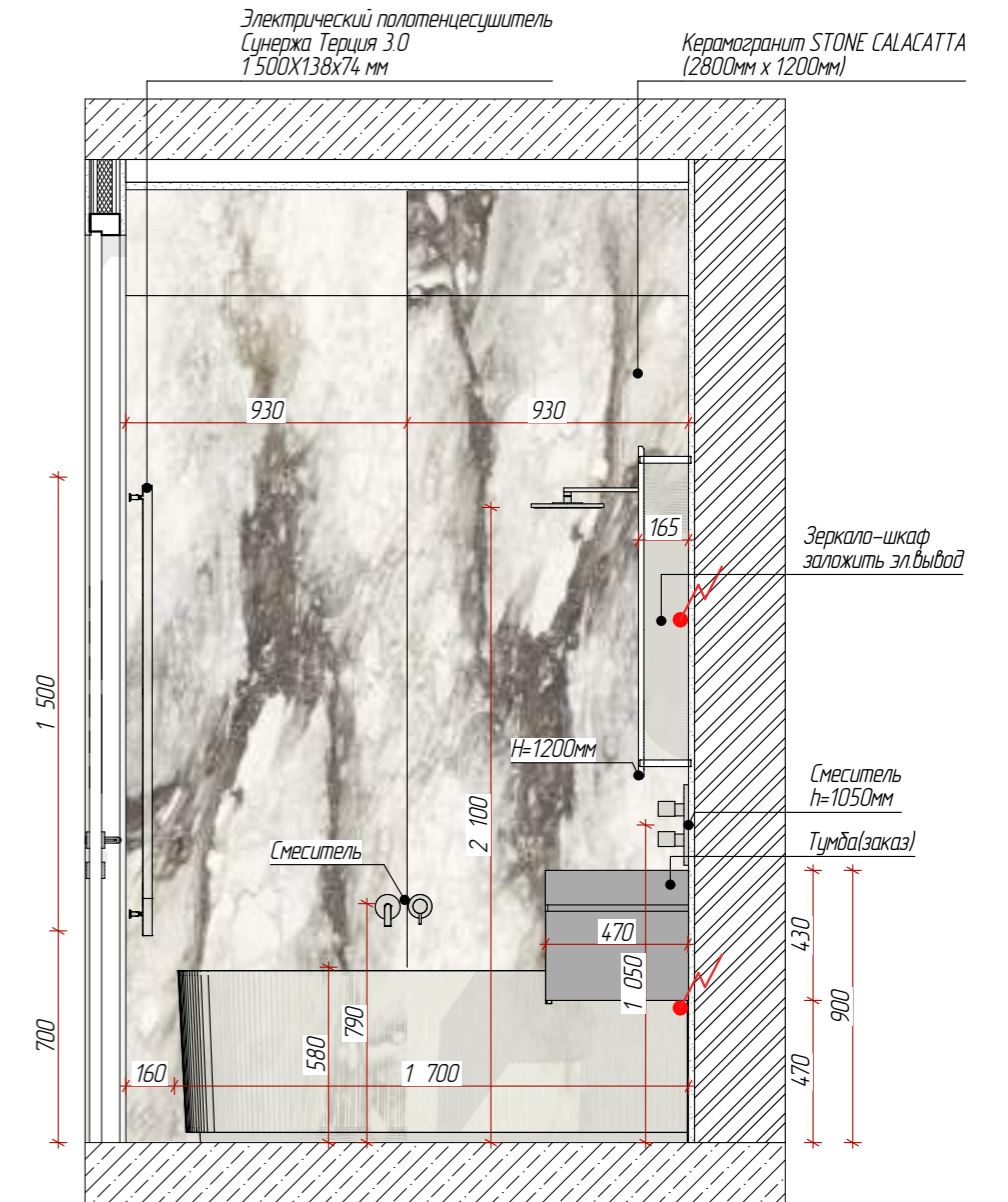 Электрический полотенцесушитель
Сунержа Терция 3.0
1 500Х138х74 мм
Керамогранит STONE CALACATTA
(2800мм х 1200мм)
930
930
165
Зеркало-шкаф
заложить эл.вывод
1 500
H=1200мм
Смеситель
h=1050мм
2 100
Смеситель
Тумба(заказ)
470
430
1 050
900
790
700
580
470
160
1 700